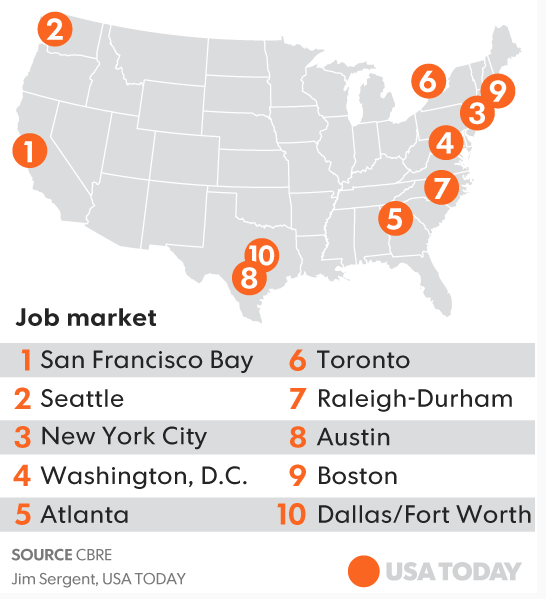 2
6
9
3
1
4
7
5
10
8
Job market
1 San Francisco Bay
2 Seattle
3 New York City
4 Washington, D.C.
5 Atlanta
6 Toronto
7 Raleigh-Durham
8 Austin
9 Boston
10 Dallas/Fort Worth
SOURCE CBRE
Jim Sergent, USA TODAY
USA TODAY